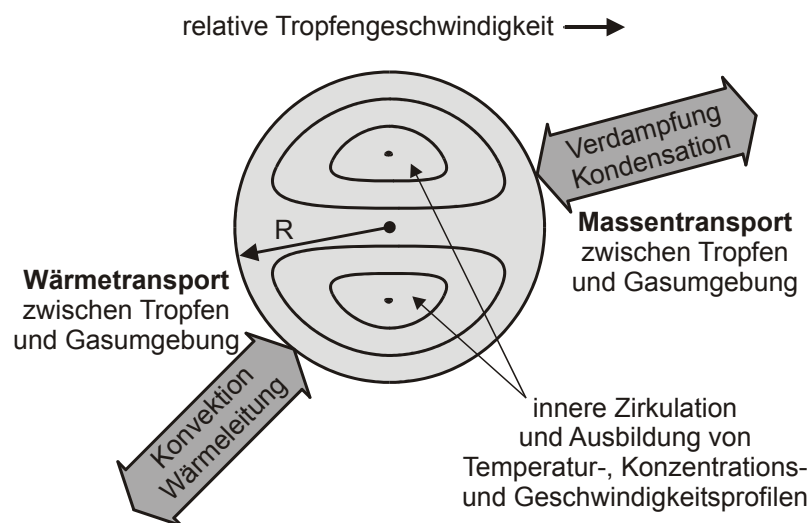 relative Tropfengeschwindigkeit
Verdampfung
Kondensation
R
Massentransport
zwischen Tropfen
und Gasumgebung
Wärmetransport
zwischen Tropfen
und Gasumgebung
Konvektion
Wärmeleitung
innere Zirkulation
und Ausbildung von
Temperatur-, Konzentrations-
und Geschwindigkeitsprofilen